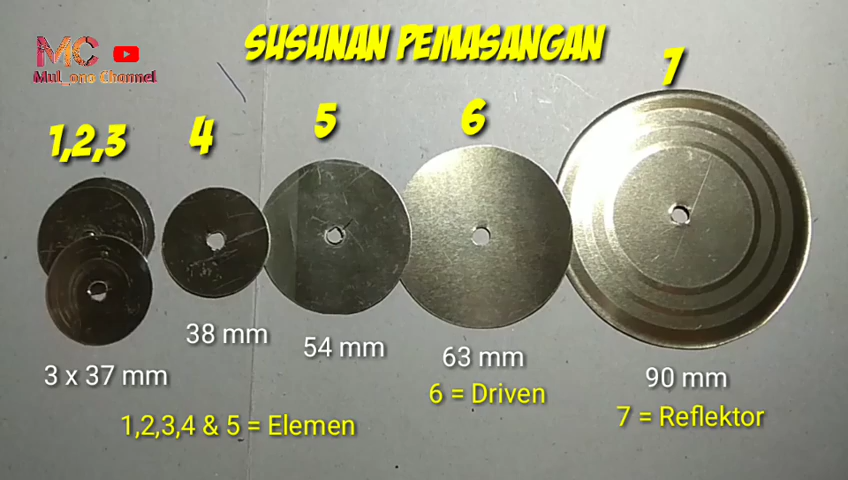 SUSUNAN PEMASANGAN
MC
Mul_ono Channel
1,2,3
4
5
6
7
3 x 37 mm
38 mm
54 mm
63 mm
90 mm
6 = Driven
7 = Reflektor
1,2,3,4 & 5 = Elemen